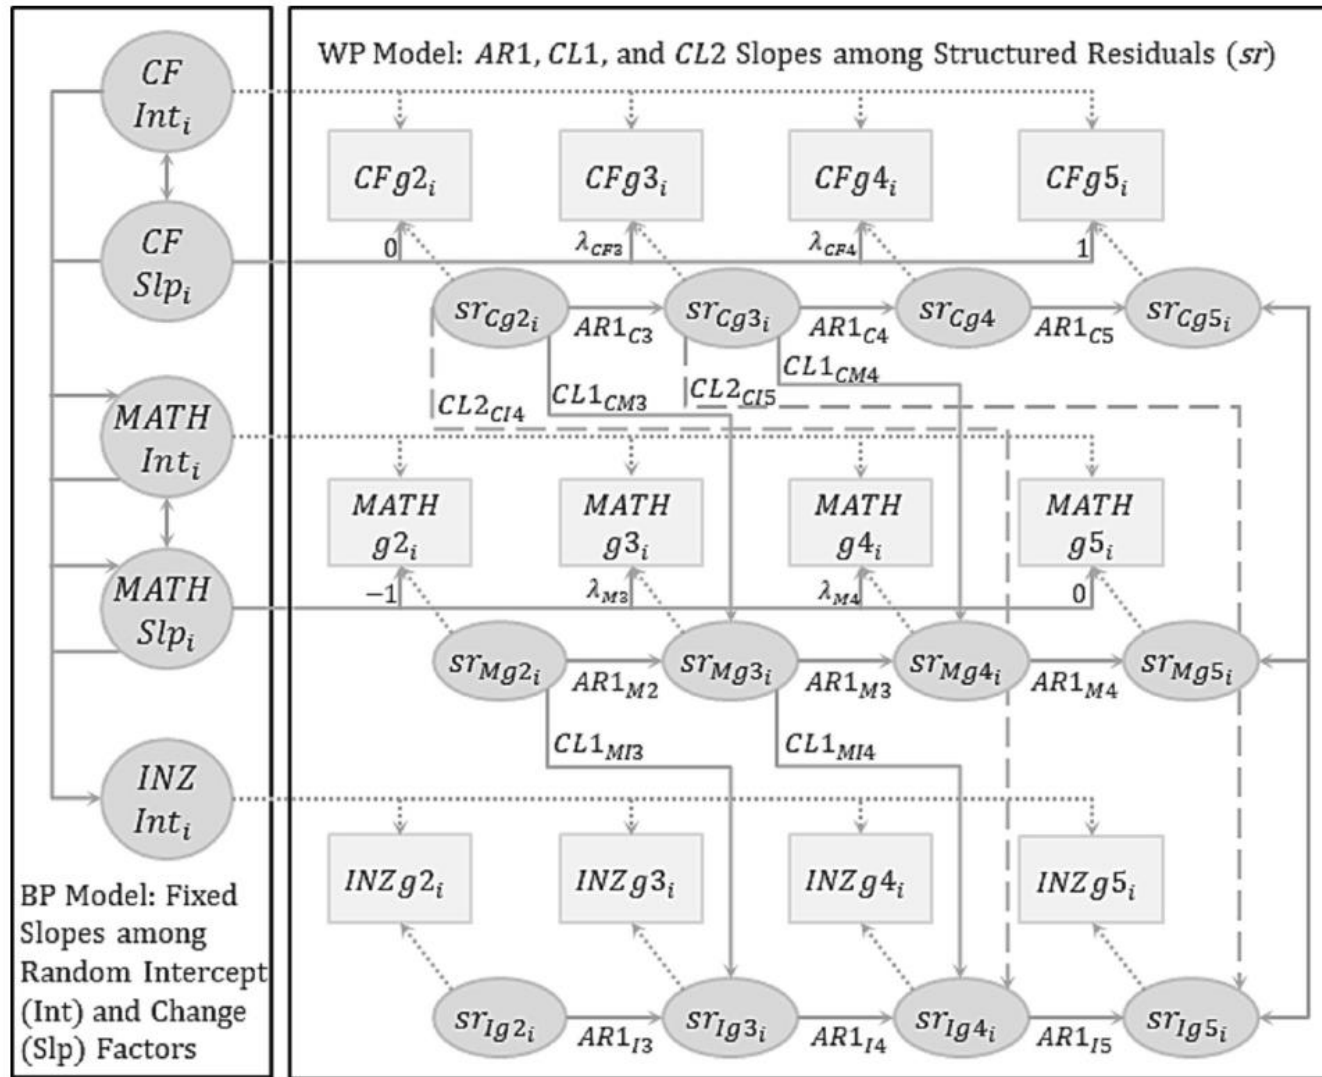 WP Model: AR1, CL1, and CL2 Slopes among Structured Residuals (sr)
CF
Int_i
CFg2_i
CFg3_i
CFg4_i
CFg5_i
CF
Slp_i
0
λ_CF3
λ_CF4
1
sr_Cg2_i
AR1_C3
sr_Cg3_i
AR1_C4
sr_Cg4
AR1_C5
sr_Cg5_i
CL1_CM3
CL1_CM4
CL2_CI4
CL2_CI5
MATH
Int_i
MATH
g2_i
MATH
g3_i
MATH
g4_i
MATH
g5_i
MATH
Slp_i
−1
λ_M3
λ_M4
0
sr_Mg2_i
AR1_M2
sr_Mg3_i
AR1_M3
sr_Mg4_i
AR1_M4
sr_Mg5_i
CL1_MI3
CL1_MI4
INZ
Int_i
INZg2_i
INZg3_i
INZg4_i
INZg5_i
sr_Ig2_i
AR1_I3
sr_Ig3_i
AR1_I4
sr_Ig4_i
AR1_I5
sr_Ig5_i
BP Model: Fixed
Slopes among
Random Intercept
(Int) and Change
(Slp) Factors